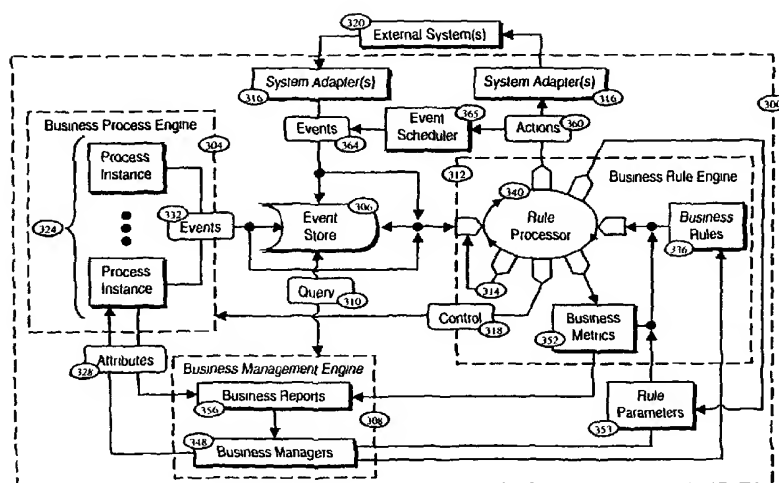 320
External System(s)
System Adapter(s)
316
System Adapter(s)
316
Events
364
Event
Scheduler
365
Actions
360
Business Process Engine
304
Process
Instance
324
332
Events
Process
Instance
Event
Store
306
Query
310
312
Business Rule Engine
340
Rule
Processor
314
Business
Rules
336
Control
318
Business
Metrics
352
Attributes
328
Business Management Engine
Business Reports
356
308
348
Business Managers
Rule
Parameters
353